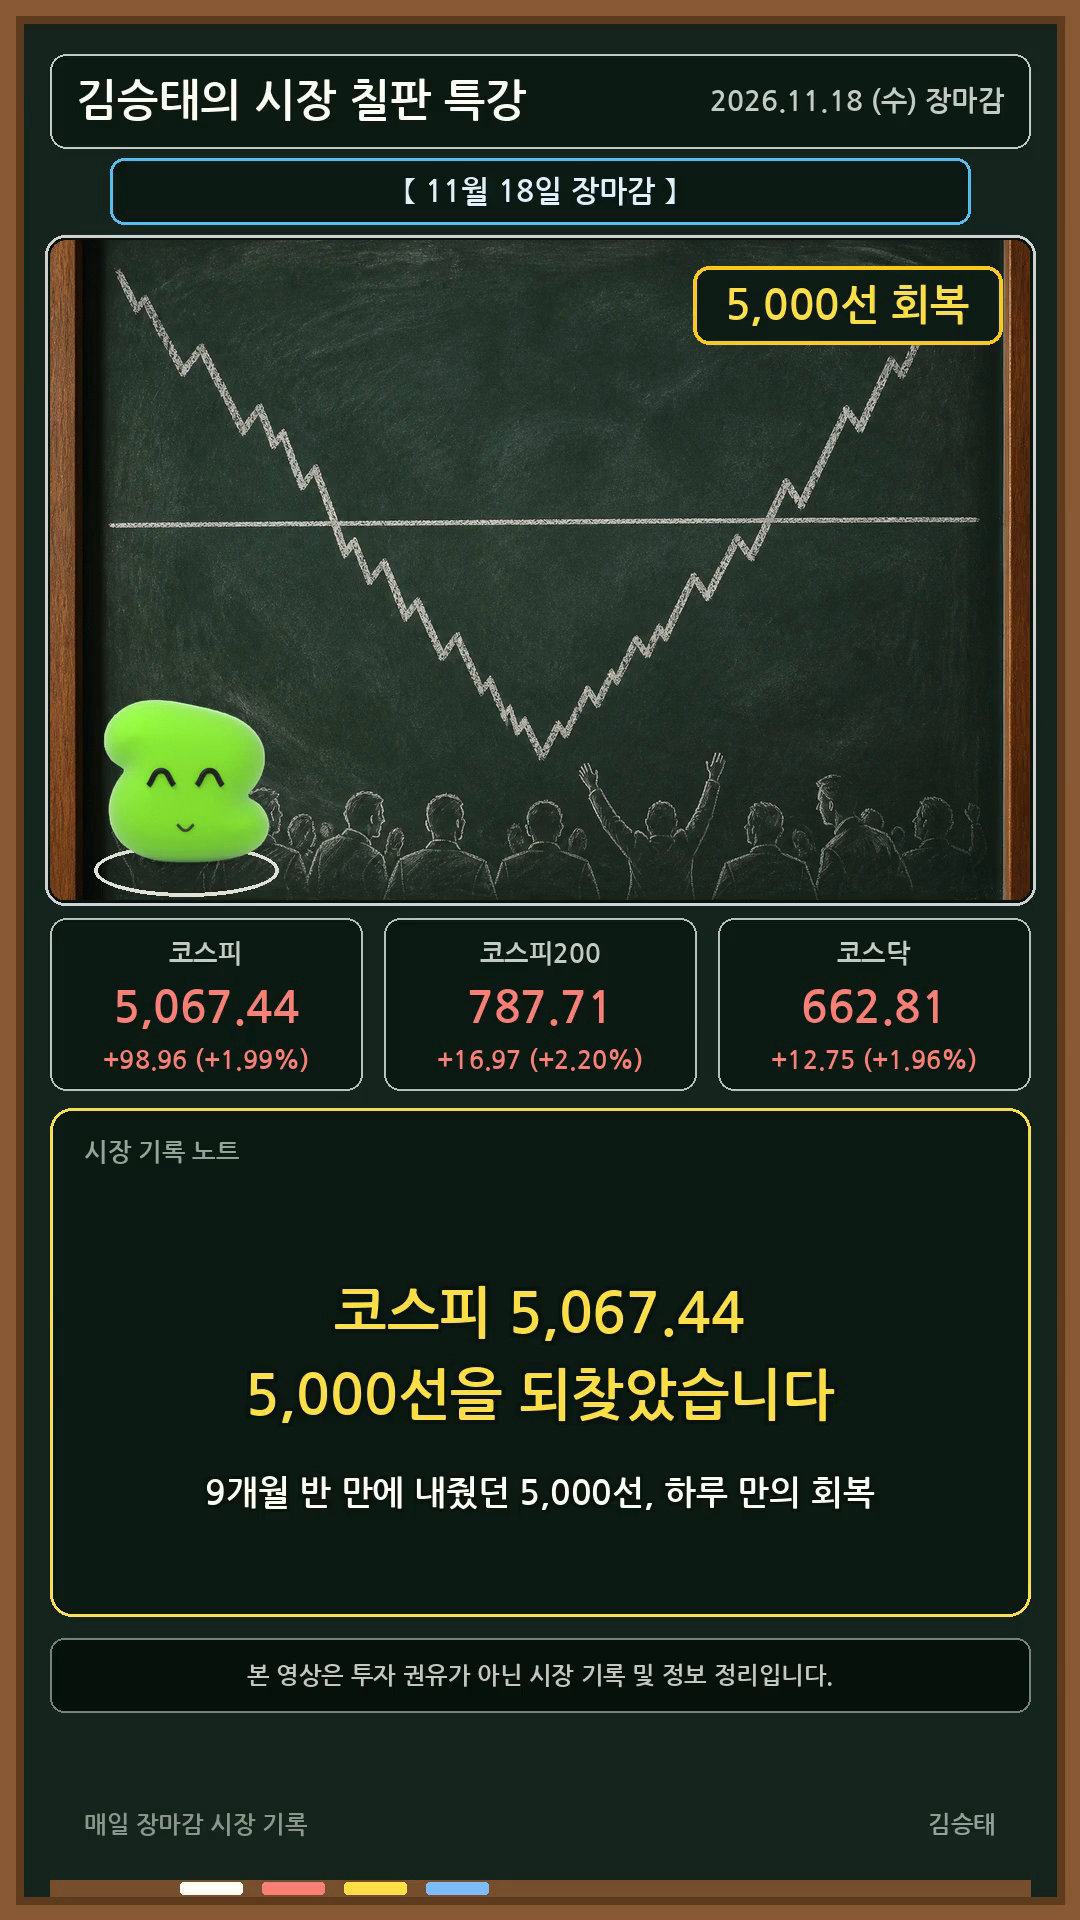 김승태의 시장 칠판 특강
2026.11.18 (수) 장마감
【 11월 18일 장마감 】
5,000선 회복
코스피
5,067.44
+98.96 (+1.99%)
코스피200
787.71
+16.97 (+2.20%)
코스닥
662.81
+12.75 (+1.96%)
시장 기록 노트
코스피 5,067.44
5,000선을 되찾았습니다
9개월 반 만에 내줬던 5,000선, 하루 만의 회복
본 영상은 투자 권유가 아닌 시장 기록 및 정보 정리입니다.
매일 장마감 시장 기록
김승태